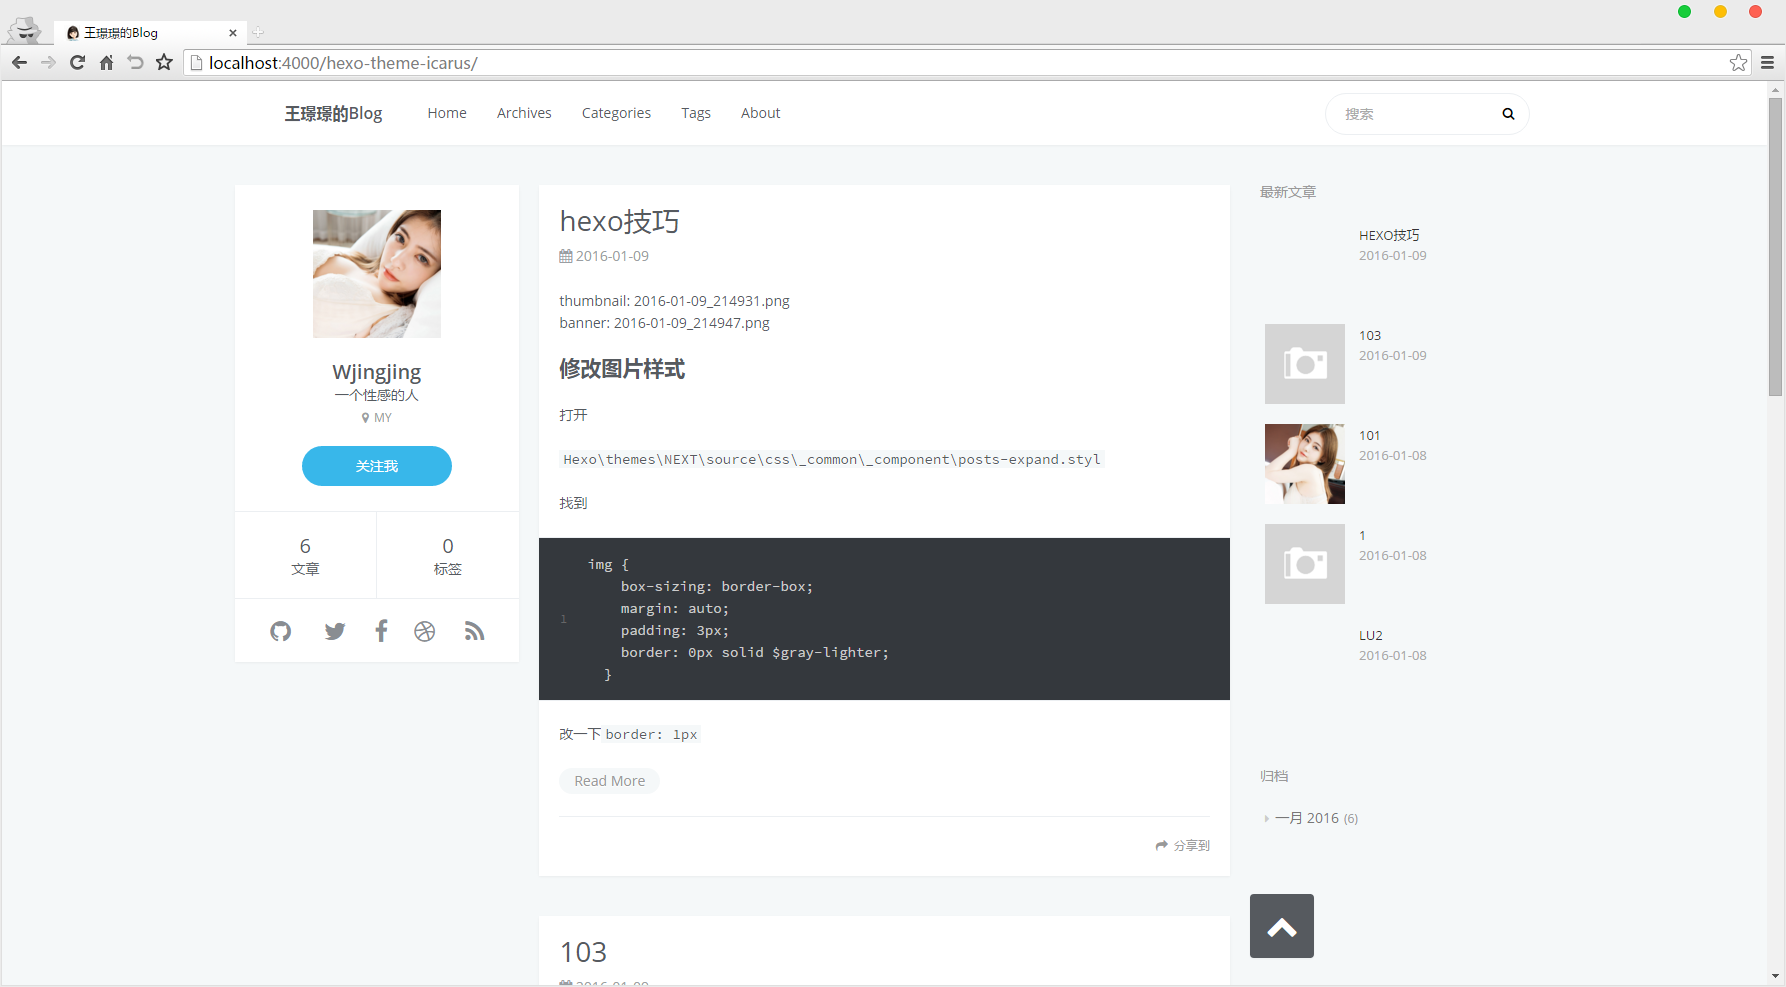 王璟璟的Blog
localhost:4000/hexo-theme-icarus/
王璟璟的Blog
Home
Archives
Categories
Tags
About
搜索
Wjingjing
一个性感的人
MY
关注我
6
文章
0
标签
hexo技巧
2016-01-09
thumbnail: 2016-01-09_214931.png
banner: 2016-01-09_214947.png
修改图片样式
打开
Hexo\themes\NEXT\source\css\_common\_component\posts-expand.styl
找到
1
img {
box-sizing: border-box;
margin: auto;
padding: 3px;
border: 0px solid $gray-lighter;
}
改一下 border: 1px
Read More
分享到
103
2016-01-09
最新文章
HEXO技巧
2016-01-09
103
2016-01-09
101
2016-01-08
1
2016-01-08
LU2
2016-01-08
归档
一月 2016 (6)